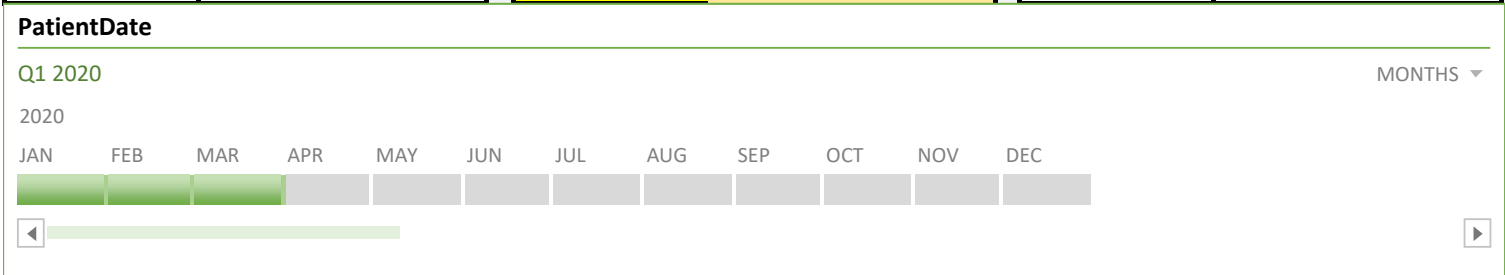 PatientDate
Q1 2020
MONTHS
2020
JAN FEB MAR APR MAY JUN JUL AUG SEP OCT NOV DEC